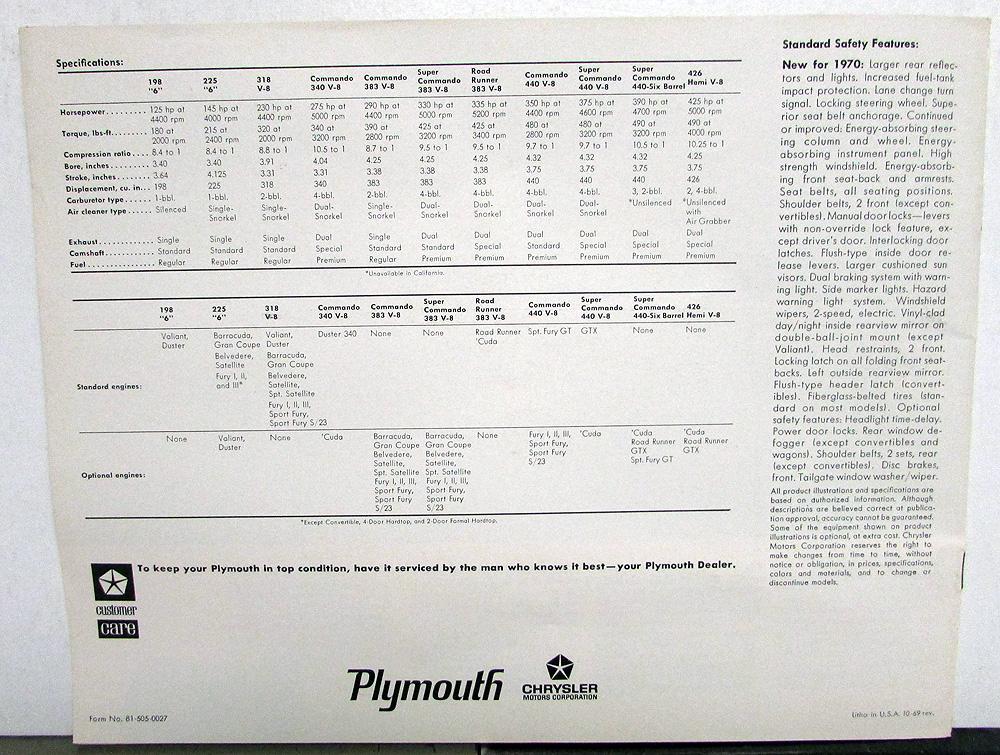 Specifications:
198 "6" 225 "6" 318 V-8 Commando 340 V-8 Commando 383 V-8 Super Commando 383 V-8 Road Runner 383 V-8 Commando 440 V-8 Super Commando 440 V-8 Super Commando 440-Six Barrel 426 Hemi V-8
Horsepower.......... 125 hp at 4400 rpm 145 hp at 4000 rpm 230 hp at 4400 rpm 275 hp at 5000 rpm 290 hp at 4400 rpm 330 hp at 5000 rpm 335 hp at 5200 rpm 350 hp at 4400 rpm 375 hp at 4600 rpm 390 hp at 4700 rpm 425 hp at 5000 rpm
Torque, lbs-ft........ 180 at 2000 rpm 215 at 2400 rpm 320 at 2000 rpm 340 at 3200 rpm 390 at 2800 rpm 425 at 3200 rpm 425 at 3400 rpm 480 at 2800 rpm 480 at 3200 rpm 490 at 3200 rpm 490 at 4000 rpm
Compression ratio.... 8.4 to 1 8.4 to 1 8.8 to 1 10.5 to 1 8.7 to 1 9.5 to 1 9.5 to 1 9.7 to 1 9.7 to 1 10.5 to 1 10.25 to 1
Bore, inches......... 3.40 3.40 3.91 4.04 4.25 4.25 4.25 4.32 4.32 4.32 4.25
Stroke, inches........ 3.64 4.125 3.31 3.31 3.38 3.38 3.38 3.75 3.75 3.75 3.75
Displacement, cu. in... 198 225 318 340 383 383 383 440 440 440 426
Carburetor type...... 1-bbl. 1-bbl. 2-bbl. 4-bbl. 2-bbl. 4-bbl. 4-bbl. 4-bbl. 4-bbl. 3, 2-bbl. 2, 4-bbl.
Air cleaner type...... Silenced Single-Snorkel Single-Snorkel Dual-Snorkel Single-Snorkel Dual-Snorkel Dual-Snorkel Dual-Snorkel Dual-Snorkel *Unsilenced *Unsilenced with Air Grabber
Exhaust............. Single Single Single Dual Single Dual Dual Dual Dual Dual Dual
Camshaft............ Standard Standard Standard Special Standard Standard Special Standard Special Special Special
Fuel................ Regular Regular Regular Premium Regular Premium Premium Premium Premium Premium Premium
*Unavailable in California.
198 "6" 225 "6" 318 V-8 Commando 340 V-8 Commando 383 V-8 Super Commando 383 V-8 Road Runner 383 V-8 Commando 440 V-8 Super Commando 440 V-8 Super Commando 440-Six Barrel 426 Hemi V-8
Valiant, Barracuda, Valiant, Duster 340 None None Road Runner Spt. Fury GT GTX None None
Duster Gran Coupe Duster 'Cuda
Belvedere, Barracuda,
Satellite Gran Coupe
Fury I, II, Belvedere,
Standard engines: and III* Satellite,
Spt. Satellite
Fury I, II, III,
Sport Fury,
Sport Fury S/23
None Valiant, None 'Cuda Barracuda, Barracuda, None Fury I, II, III, 'Cuda 'Cuda 'Cuda
Duster Gran Coupe Gran Coupe Sport Fury, Road Runner Road Runner
Belvedere, Belvedere, Sport Fury GTX GTX
Satellite, Satellite, S/23 Spt. Fury GT
Optional engines: Spt. Satellite Spt. Satellite
Fury I, II, III, Fury I, II, III,
Sport Fury, Sport Fury,
Sport Fury Sport Fury
S/23 S/23
*Except Convertible, 4-Door Hardtop, and 2-Door Formal Hardtop.
Standard Safety Features:
New for 1970: Larger rear reflec-
tors and lights. Increased fuel-tank
impact protection. Lane change turn
signal. Locking steering wheel. Supe-
rior seat belt anchorage. Continued
or improved: Energy-absorbing steer-
ing column and wheel. Energy-
absorbing instrument panel. High
strength windshield. Energy-absorb-
ing front seat-back and armrests.
Seat belts, all seating positions.
Shoulder belts, 2 front (except con-
vertibles). Manual door locks—levers
with non-override lock feature, ex-
cept driver's door. Interlocking door
latches. Flush-type inside door re-
lease levers. Larger cushioned sun
visors. Dual braking system with warn-
ing light. Side marker lights. Hazard
warning light system. Windshield
wipers, 2-speed, electric. Vinyl-clad
day/night inside rearview mirror on
double-ball-joint mount (except
Valiant). Head restraints, 2 front.
Locking latch on all folding front seat-
backs. Left outside rearview mirror.
Flush-type header latch (convert-
ibles). Fiberglass-belted tires (stan-
dard on most models). Optional
safety features: Headlight time-delay.
Power door locks. Rear window de-
fogger (except convertibles and
wagons). Shoulder belts, 2 sets, rear
(except convertibles). Disc brakes,
front. Tailgate window washer/wiper.
All product illustrations and specifications are
based on authorized information. Although
descriptions are believed correct at publica-
tion approval, accuracy cannot be guaranteed.
Some of the equipment shown on product
illustrations is optional, at extra cost. Chrysler
Motors Corporation reserves the right to
make changes from time to time, without
notice or obligation, in prices, specifications,
colors and materials, and to change or
discontinue models.
To keep your Plymouth in top condition, have it serviced by the man who knows it best—your Plymouth Dealer.
customer
care
Plymouth CHRYSLER
MOTORS CORPORATION
Form No. 81-505-0027
Litho in U.S.A. 10-69 rev.